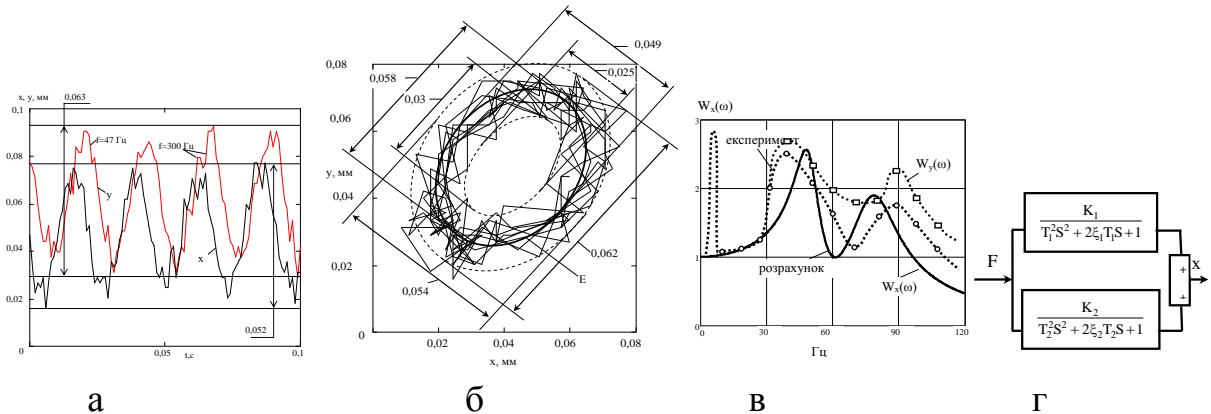 x, y, мм
0,063
0,1
f=47 Гц
f=300 Гц
0,08
0,06
y
0,04
x
0,02
0
0,05
0,1
t,c
0,052
а
0,049
0,08
0,058
0,025
0,06
0,03
y, мм
0,04
0,02
0,062
E
0,054
0
0,02
0,04
0,06
0,08
x, мм
б
Wx(ω)
3
експеримент
Wy(ω)
2
1
розрахунок
Wx(ω)
0
0
30
60
90
120
Гц
в
K1
T1²S² + 2ξ1T1S+1
F
+
x
+
K2
T2²S² + 2ξ2T2S+1
г